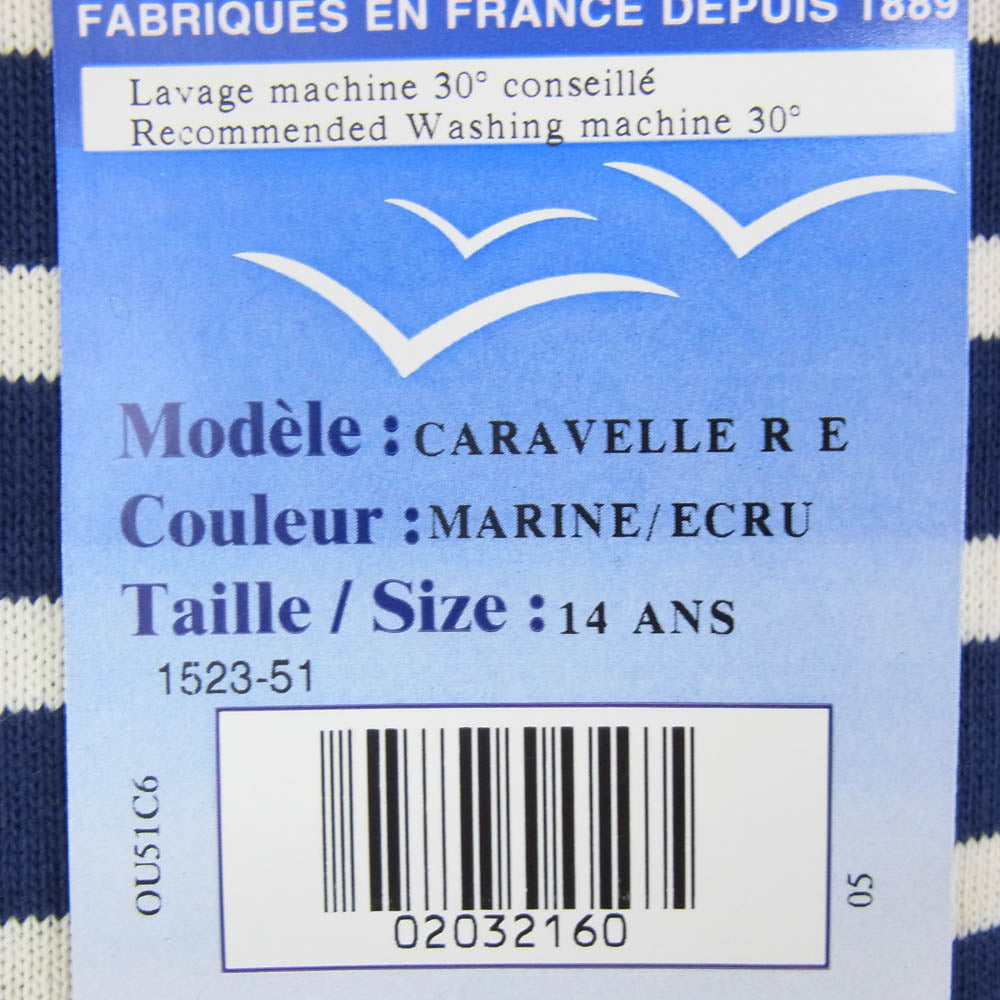 FABRIQUES EN FRANCE DEPUIS 1889
Lavage machine 30° conseillé
Recommended Washing machine 30°
Modèle : CARAVELLE R E
Couleur : MARINE/ECRU
Taille / Size : 14 ANS
1523-51
OU51C6
02032160
05